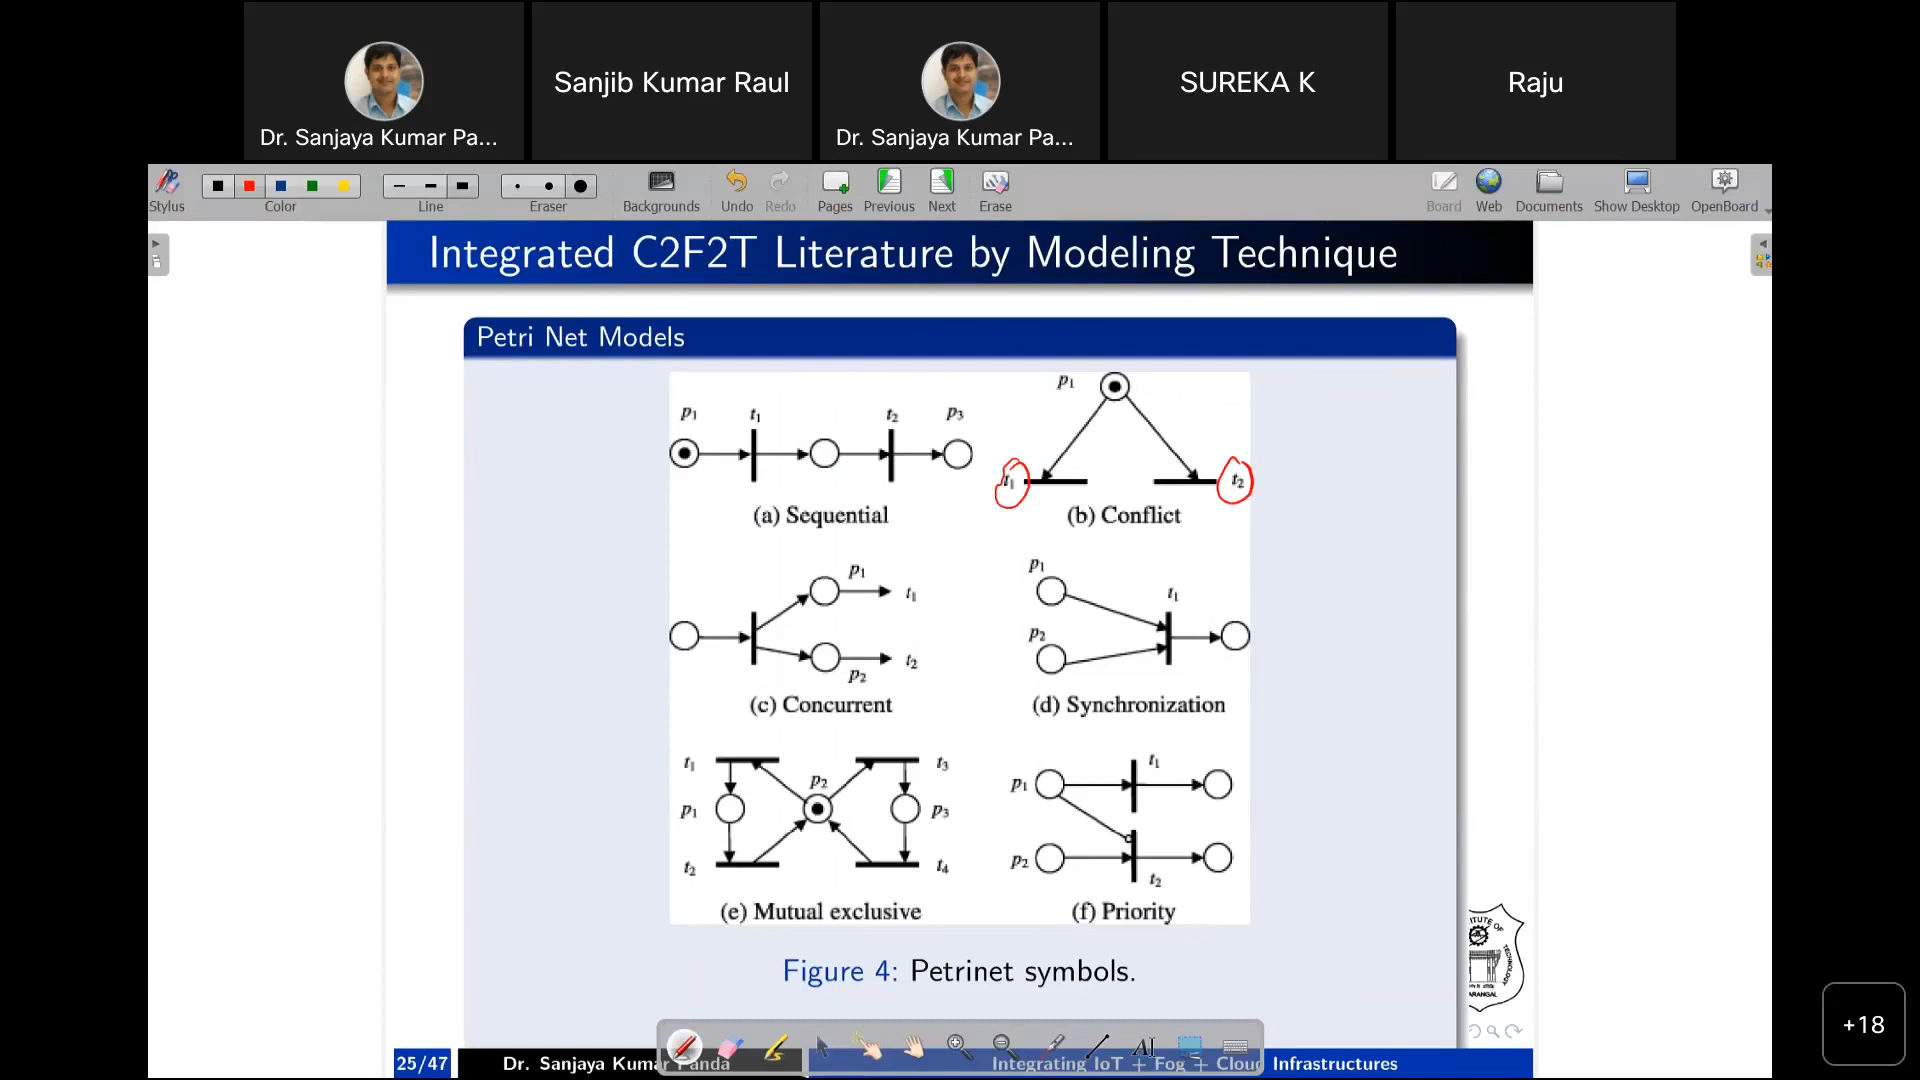 Dr. Sanjaya Kumar Pa...
Sanjib Kumar Raul
Dr. Sanjaya Kumar Pa...
SUREKA K
Raju
Stylus
Color
Line
Eraser
Backgrounds
Undo
Redo
Pages
Previous
Next
Erase
Board
Web
Documents
Show Desktop
OpenBoard
Integrated C2F2T Literature by Modeling Technique
Petri Net Models
p1 t1 t2 p3
(a) Sequential
p1
t1 t2
(b) Conflict
p1 t1
t2
p2
(c) Concurrent
p1
t1
p2
(d) Synchronization
t1 t3
p2
p1 p3
t2 t4
(e) Mutual exclusive
t1
p1
p2
t2
(f) Priority
Figure 4: Petrinet symbols.
TUTE OF
TECHNOLOGY
ARANGAL
+18
25/47
Dr. Sanjaya Kumar Panda
Integrating IoT + Fog + Cloud Infrastructures